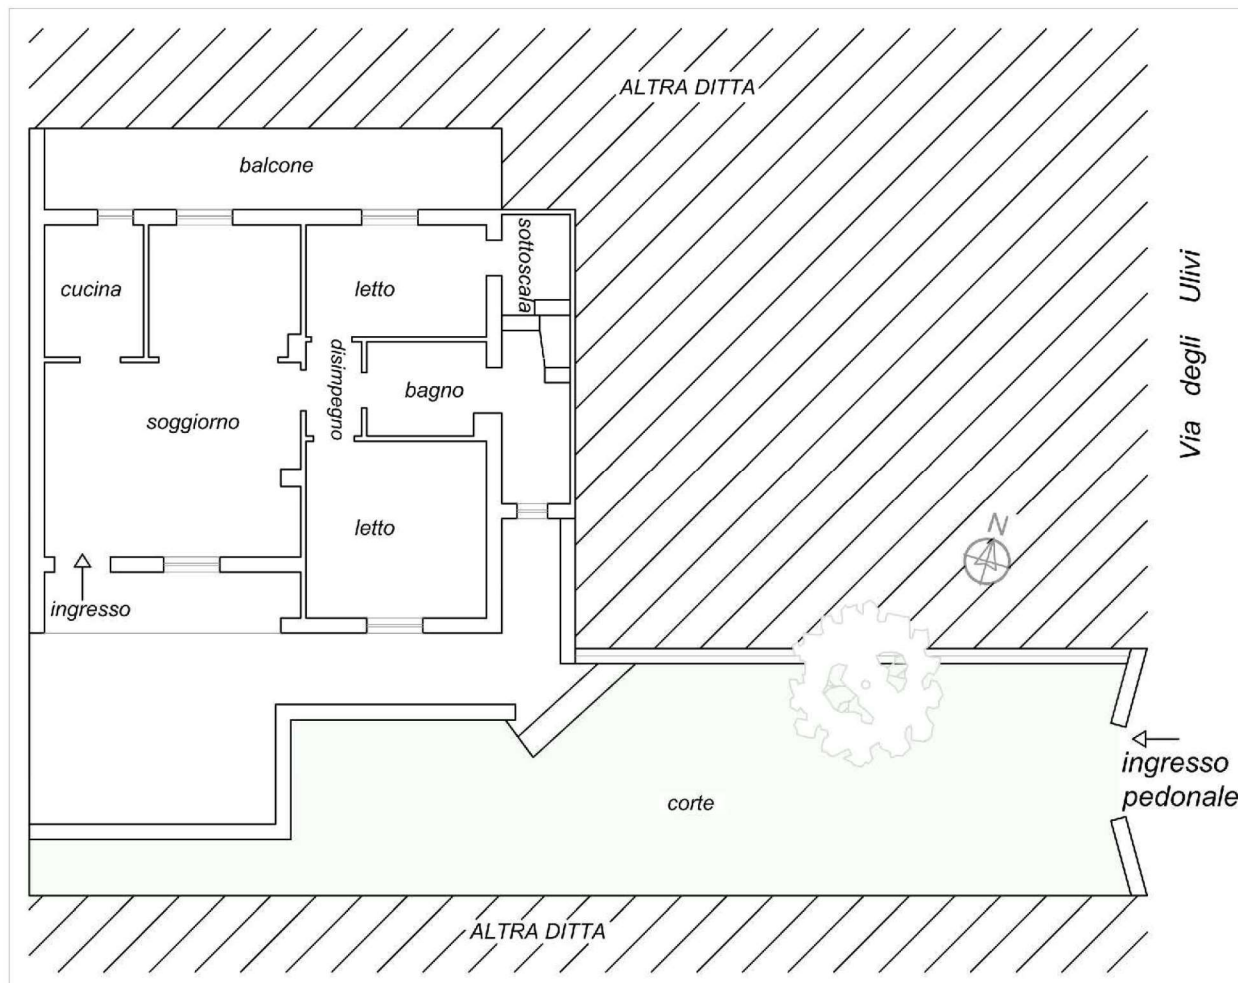 ALTRA DITTA
balcone
sottoscala
cucina
letto
Via degli Ulivi
disimpegno
bagno
soggiorno
letto
N
ingresso
ingresso
pedonale
corte
ALTRA DITTA